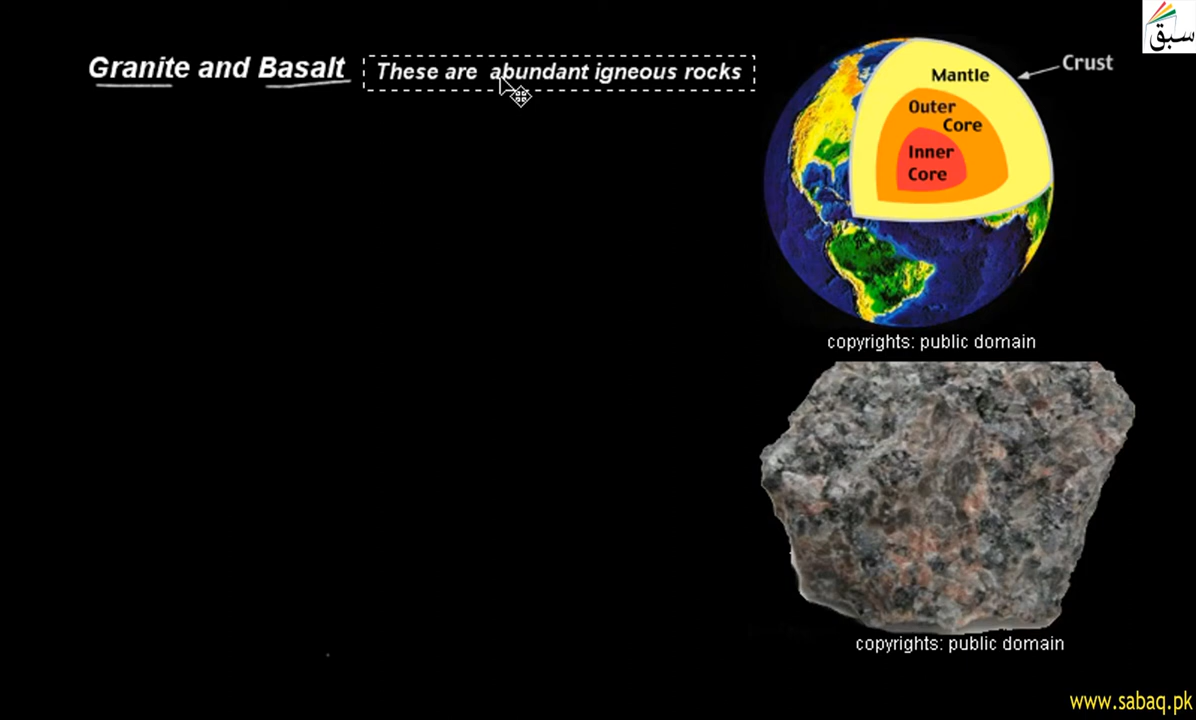 Granite and Basalt
These are abundant igneous rocks
سبق
Crust
Mantle
Outer
Core
Inner
Core
copyrights: public domain
copyrights: public domain
www.sabaq.pk